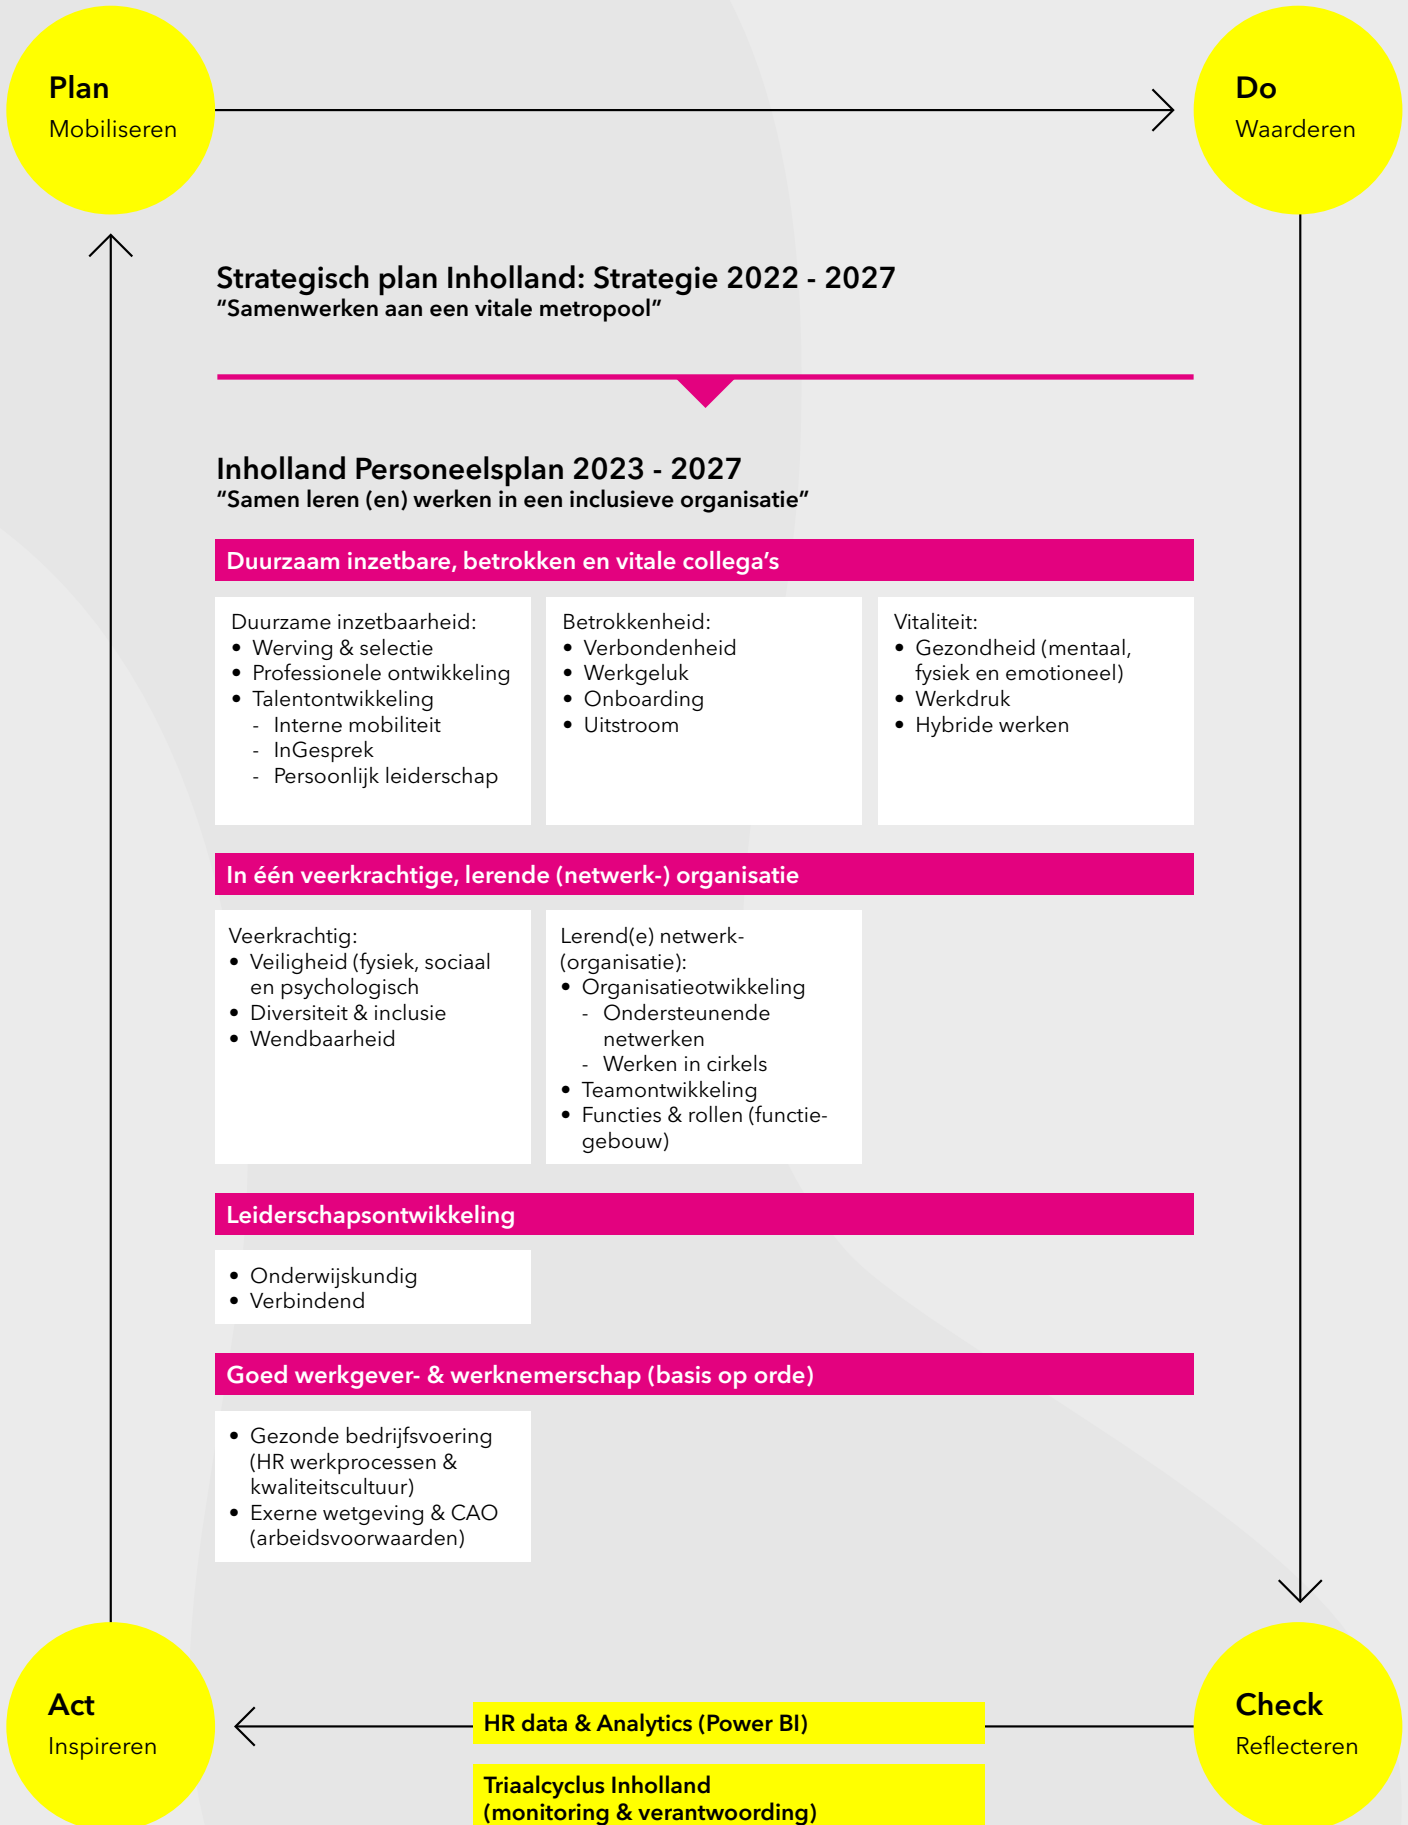 Plan
Mobiliseren
Do
Waarderen
Strategisch plan Inholland: Strategie 2022 - 2027
“Samenwerken aan een vitale metropool”
Inholland Personeelsplan 2023 - 2027
“Samen leren (en) werken in een inclusieve organisatie”
Duurzaam inzetbare, betrokken en vitale collega’s
Duurzame inzetbaarheid:
• Werving & selectie
• Professionele ontwikkeling
• Talentontwikkeling
- Interne mobiliteit
- InGesprek
- Persoonlijk leiderschap
Betrokkenheid:
• Verbondenheid
• Werkgeluk
• Onboarding
• Uitstroom
Vitaliteit:
• Gezondheid (mentaal,
fysiek en emotioneel)
• Werkdruk
• Hybride werken
In één veerkrachtige, lerende (netwerk-) organisatie
Veerkrachtig:
• Veiligheid (fysiek, sociaal
en psychologisch
• Diversiteit & inclusie
• Wendbaarheid
Lerend(e) netwerk-
(organisatie):
• Organisatieotwikkeling
- Ondersteunende
netwerken
- Werken in cirkels
• Teamontwikkeling
• Functies & rollen (functie-
gebouw)
Leiderschapsontwikkeling
• Onderwijskundig
• Verbindend
Goed werkgever- & werknemerschap (basis op orde)
• Gezonde bedrijfsvoering
(HR werkprocessen &
kwaliteitscultuur)
• Exerne wetgeving & CAO
(arbeidsvoorwaarden)
Act
Inspireren
HR data & Analytics (Power BI)
Triaalcyclus Inholland
(monitoring & verantwoording)
Check
Reflecteren